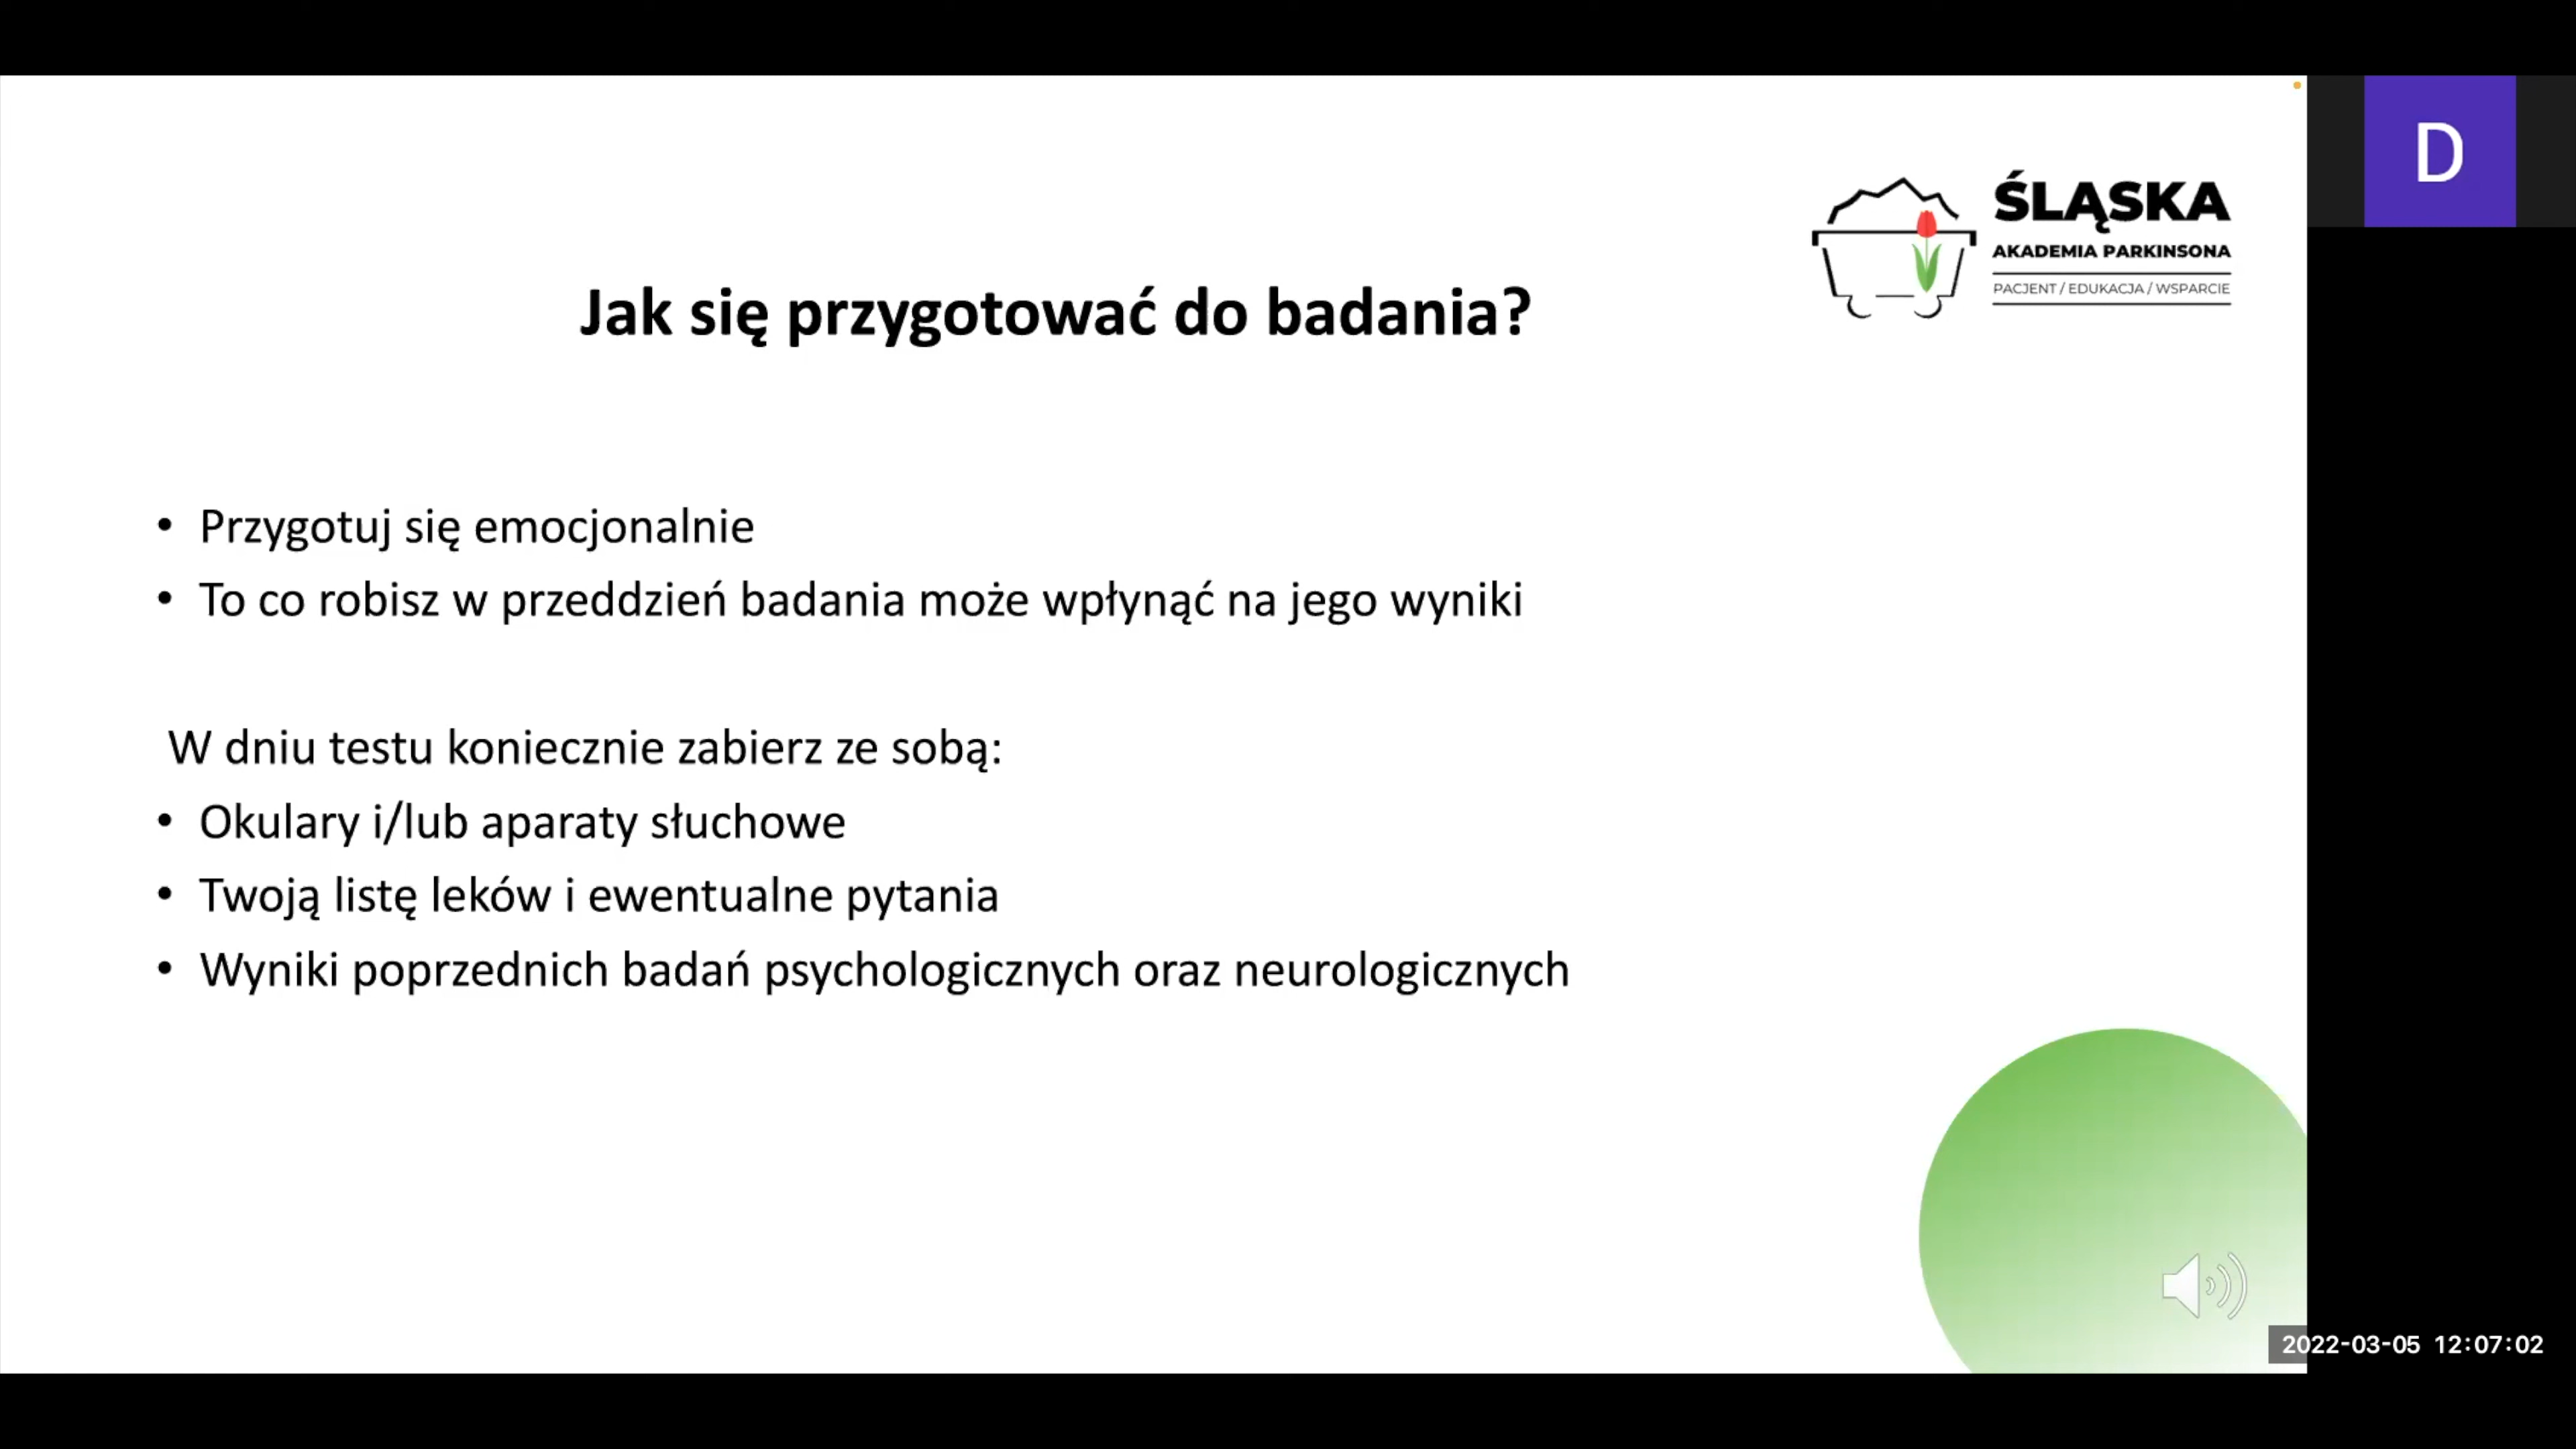 D
ŚLĄSKA
AKADEMIA PARKINSONA
PACJENT / EDUKACJA / WSPARCIE
Jak się przygotować do badania?
• Przygotuj się emocjonalnie
• To co robisz w przeddzień badania może wpłynąć na jego wyniki
W dniu testu koniecznie zabierz ze sobą:
• Okulary i/lub aparaty słuchowe
• Twoją listę leków i ewentualne pytania
• Wyniki poprzednich badań psychologicznych oraz neurologicznych
2022-03-05 12:07:02